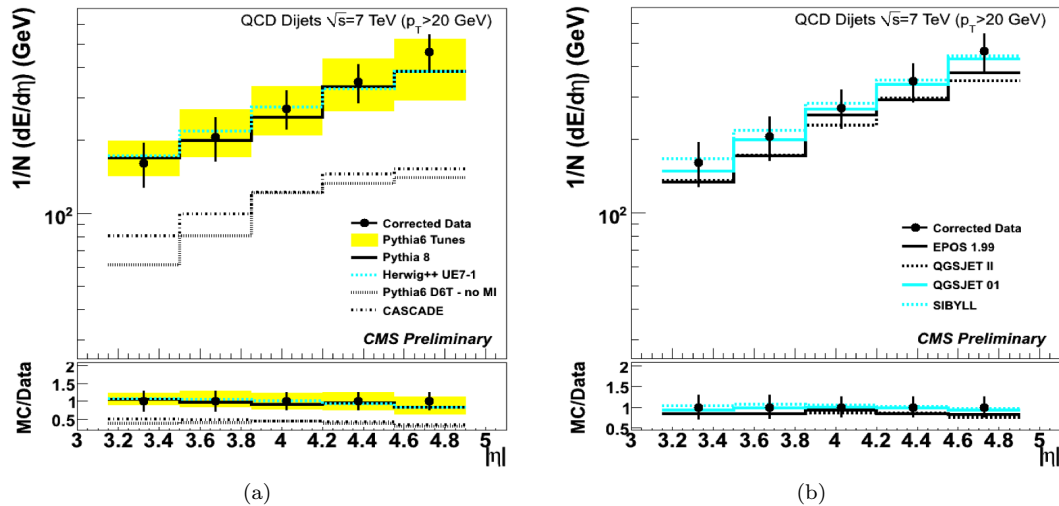 QCD Dijets √s=7 TeV (p_T>20 GeV)
1/N (dE/dη) (GeV)
10²
Corrected Data
Pythia6 Tunes
Pythia 8
Herwig++ UE7-1
Pythia6 D6T - no MI
CASCADE
CMS Preliminary
MC/Data
2
1.5
1
0.5
3 3.2 3.4 3.6 3.8 4 4.2 4.4 4.6 4.8 5
|η|
(a)
QCD Dijets √s=7 TeV (p_T>20 GeV)
1/N (dE/dη) (GeV)
10²
Corrected Data
EPOS 1.99
QGSJET II
QGSJET 01
SIBYLL
CMS Preliminary
MC/Data
2
1.5
1
0.5
3 3.2 3.4 3.6 3.8 4 4.2 4.4 4.6 4.8 5
|η|
(b)